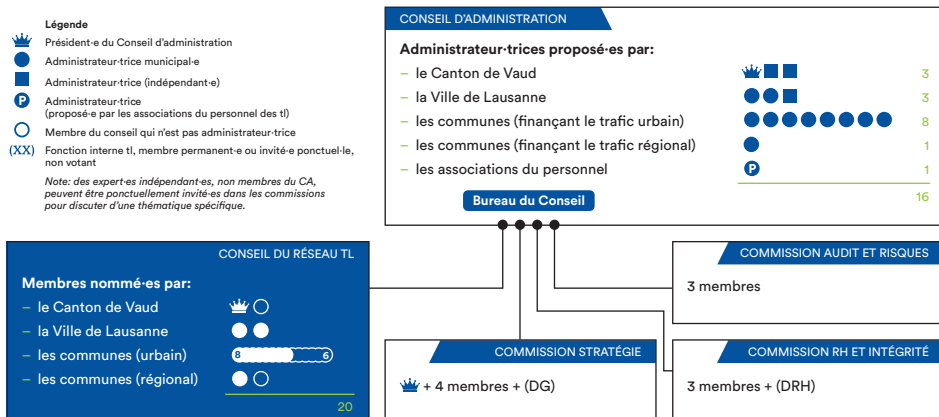 Légende
Président·e du Conseil d'administration
Administrateur·trice municipal·e
Administrateur·trice (indépendant·e)
P Administrateur·trice
(proposé·e par les associations du personnel des tl)
Membre du conseil qui n'est pas administrateur·trice
(XX) Fonction interne tl, membre permanent·e ou invité·e ponctuel·le,
non votant
Note: des expert·es indépendant·es, non membres du CA,
peuvent être ponctuellement invité·es dans les commissions
pour discuter d'une thématique spécifique.
CONSEIL D'ADMINISTRATION
Administrateur·trices proposé·es par:
– le Canton de Vaud 3
– la Ville de Lausanne 3
– les communes (finançant le trafic urbain) 8
– les communes (finançant le trafic régional) 1
– les associations du personnel P 1
16
Bureau du Conseil
CONSEIL DU RÉSEAU TL
Membres nommé·es par:
– le Canton de Vaud
– la Ville de Lausanne
– les communes (urbain) 8 6
– les communes (régional)
20
COMMISSION STRATÉGIE
+ 4 membres + (DG)
COMMISSION AUDIT ET RISQUES
3 membres
COMMISSION RH ET INTÉGRITÉ
3 membres + (DRH)